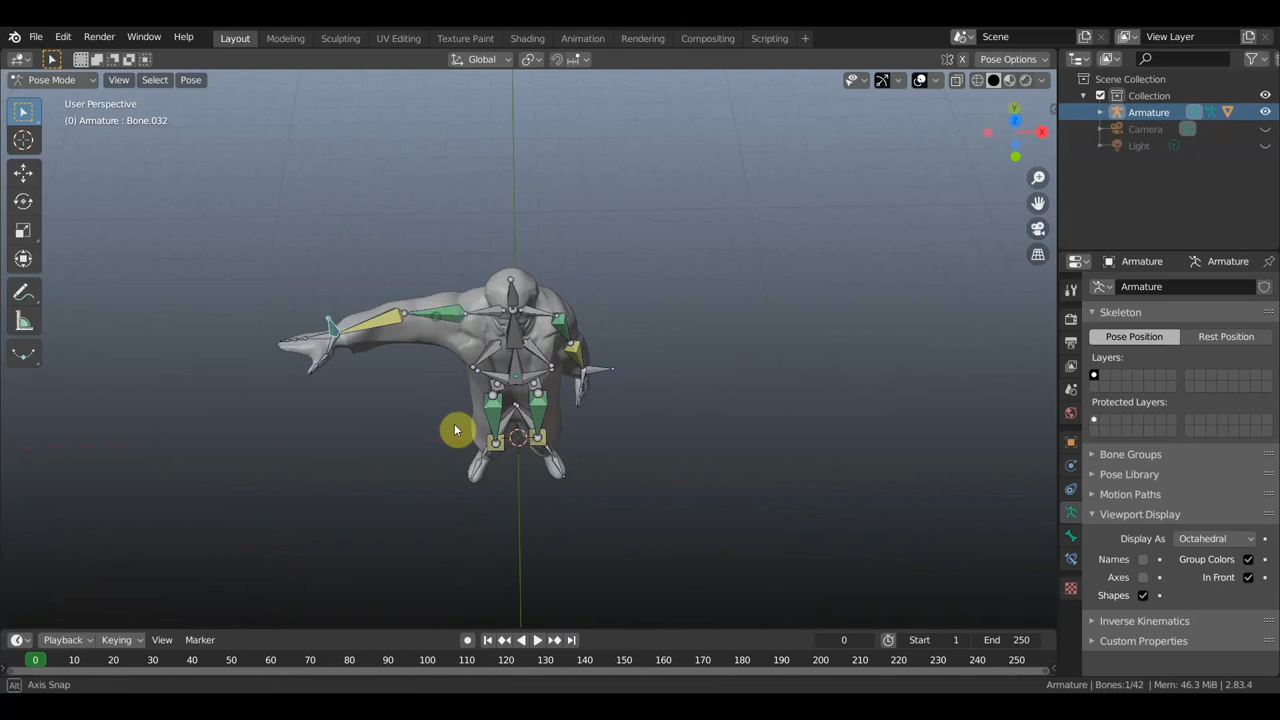 File Edit Render Window Help Layout Modeling Sculpting UV Editing Texture Paint Shading Animation Rendering Compositing Scripting + Scene View Layer
Global X Pose Options
Pose Mode View Select Pose
User Perspective
(0) Armature : Bone.032
Y
Z
X
Scene Collection
Collection
Armature
Camera
Light
Armature Armature
Armature
Skeleton
Pose Position Rest Position
Layers:
Protected Layers:
Bone Groups
Pose Library
Motion Paths
Viewport Display
Display As Octahedral
Names Group Colors
Axes In Front
Shapes
Inverse Kinematics
Custom Properties
Playback Keying View Marker 0 Start 1 End 250
0 10 20 30 40 50 60 70 80 90 100 110 120 130 140 150 160 170 180 190 200 210 220 230 240 250
Alt Axis Snap Armature | Bones:1/42 | Mem: 46.3 MiB | 2.83.4